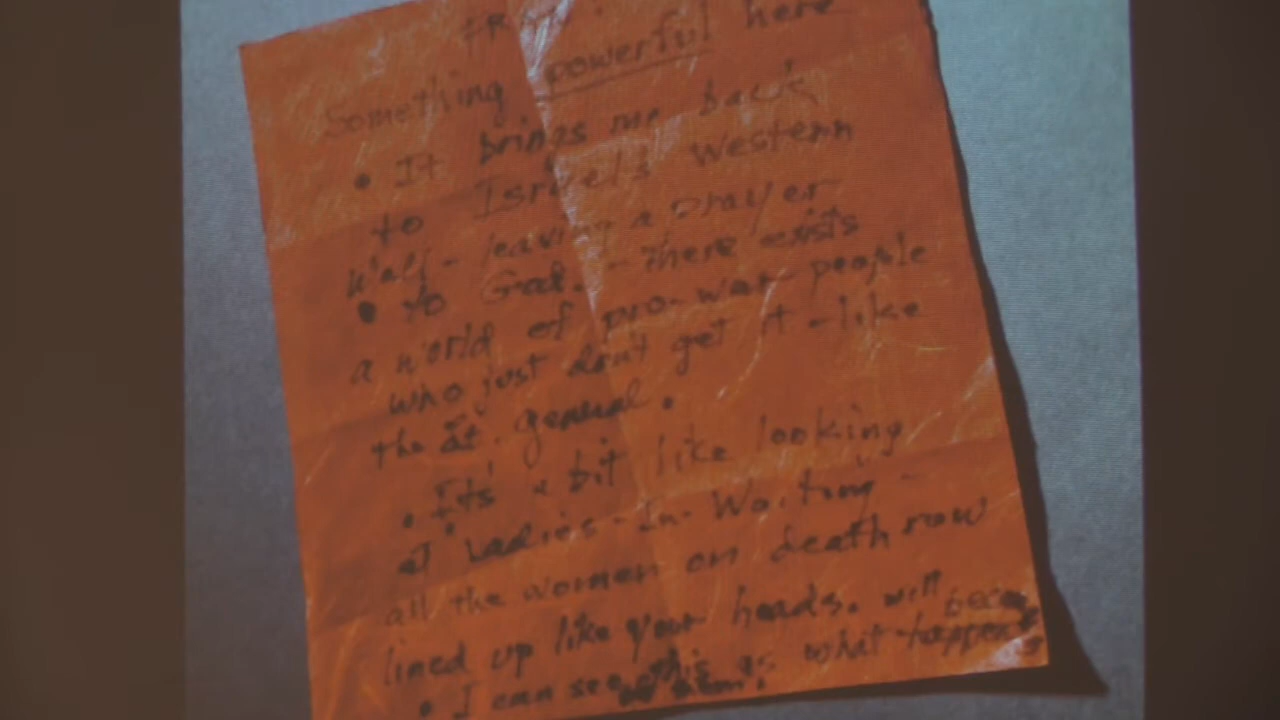 here
Something powerful
• It brings me back
to Israel's Western
Wall - leaving a prayer
• to God. - There exists
a world of pro-war people
who just don't get it - like
the general.
• It's a bit like looking
at Ladies-In-Waiting -
all the women on death row
lined up like your heads. will become
• I can see this as what happens